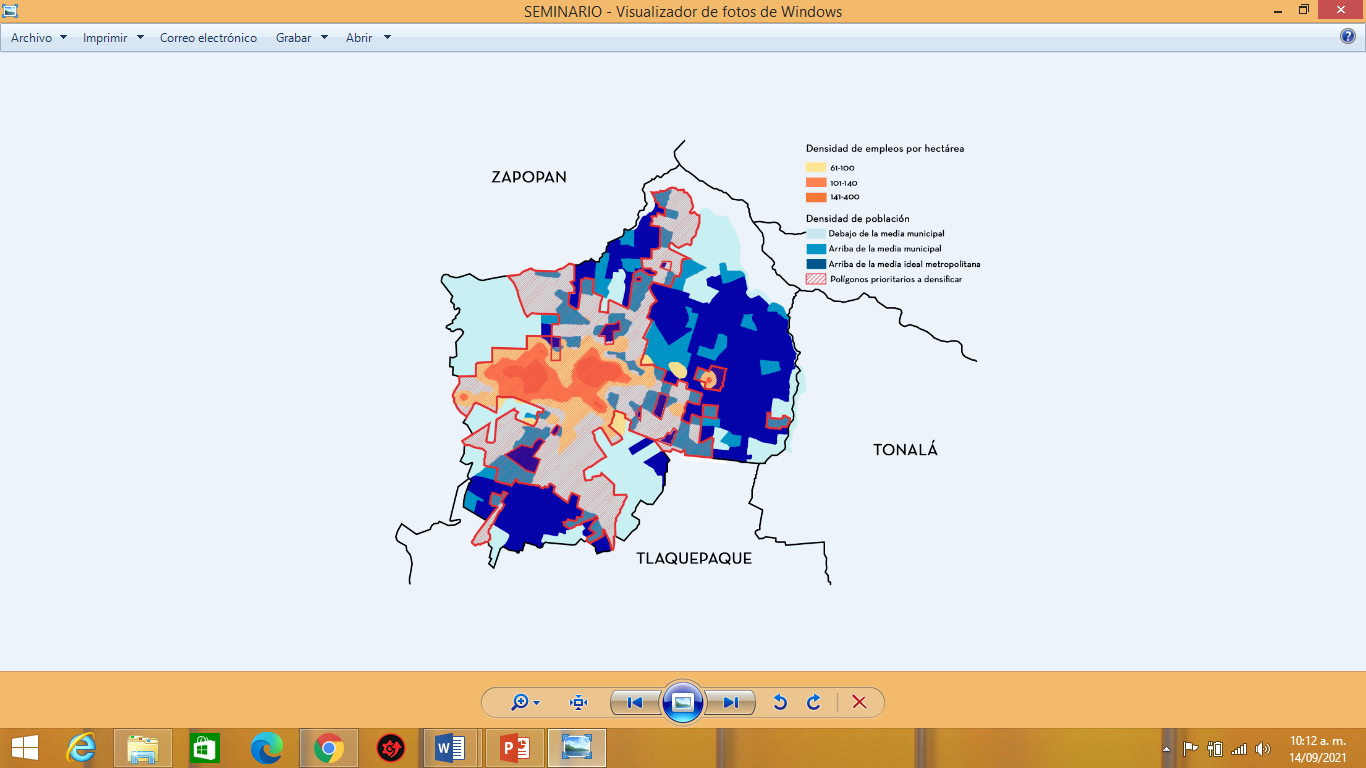 SEMINARIO - Visualizador de fotos de Windows
Archivo Imprimir Correo electrónico Grabar Abrir
ZAPOPAN
Densidad de empleos por hectárea
61-100
101-140
141-400
Densidad de población
Debajo de la media municipal
Arriba de la media municipal
Arriba de la media ideal metropolitana
Polígonos prioritarios a densificar
TONALÁ
TLAQUEPAQUE
10:12 a. m.
14/09/2021